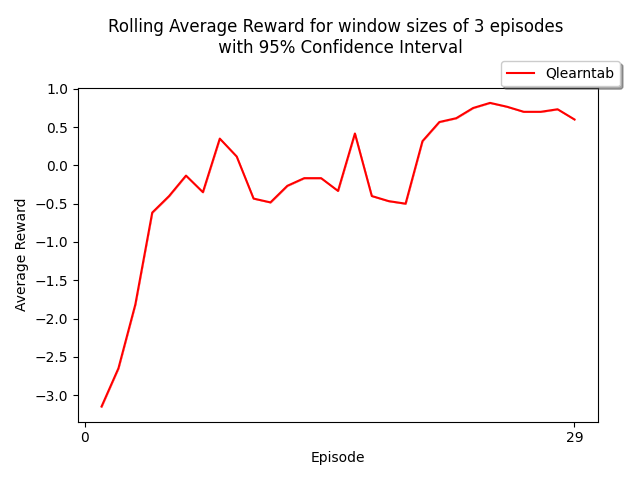 Rolling Average Reward for window sizes of 3 episodes
with 95% Confidence Interval
Qlearntab
1.0
0.5
0.0
−0.5
−1.0
−1.5
−2.0
−2.5
−3.0
Average Reward
0
29
Episode